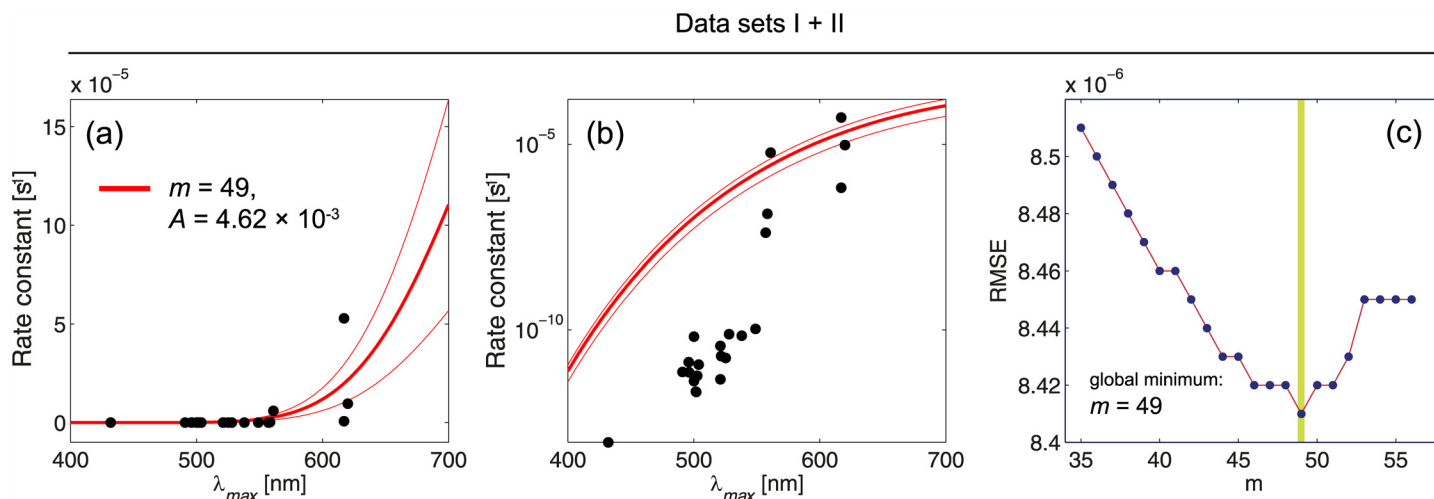 Data sets I + II
x 10⁻⁵
(a)
15
10
5
0
Rate constant [s¹]
m = 49,
A = 4.62 × 10⁻³
400 500 600 700
λmax [nm]
(b)
10⁻⁵
10⁻¹⁰
Rate constant [s¹]
400 500 600 700
λmax [nm]
x 10⁻⁶
(c)
8.5
8.48
8.46
8.44
8.42
8.4
RMSE
global minimum:
m = 49
35 40 45 50 55
m